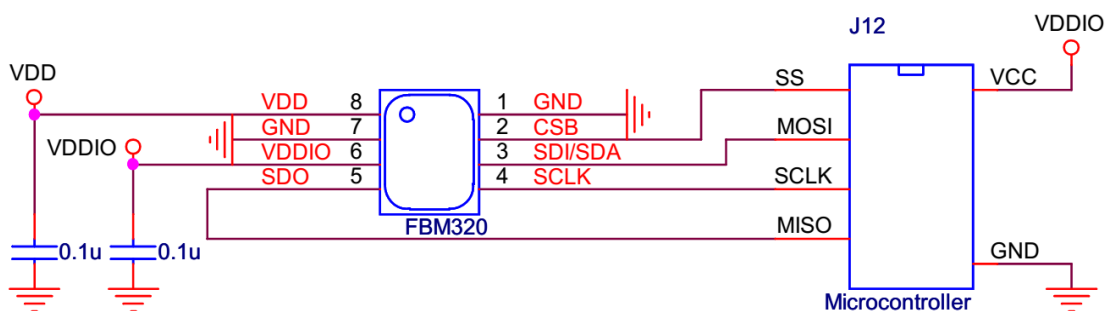 J12
VDDIO
VDD
SS
VCC
VDD 8 1 GND
GND 7 2 CSB
MOSI
VDDIO
VDDIO 6 3 SDI/SDA
SDO 5 4 SCLK
SCLK
FBM320
MISO
0.1u
0.1u
GND
Microcontroller